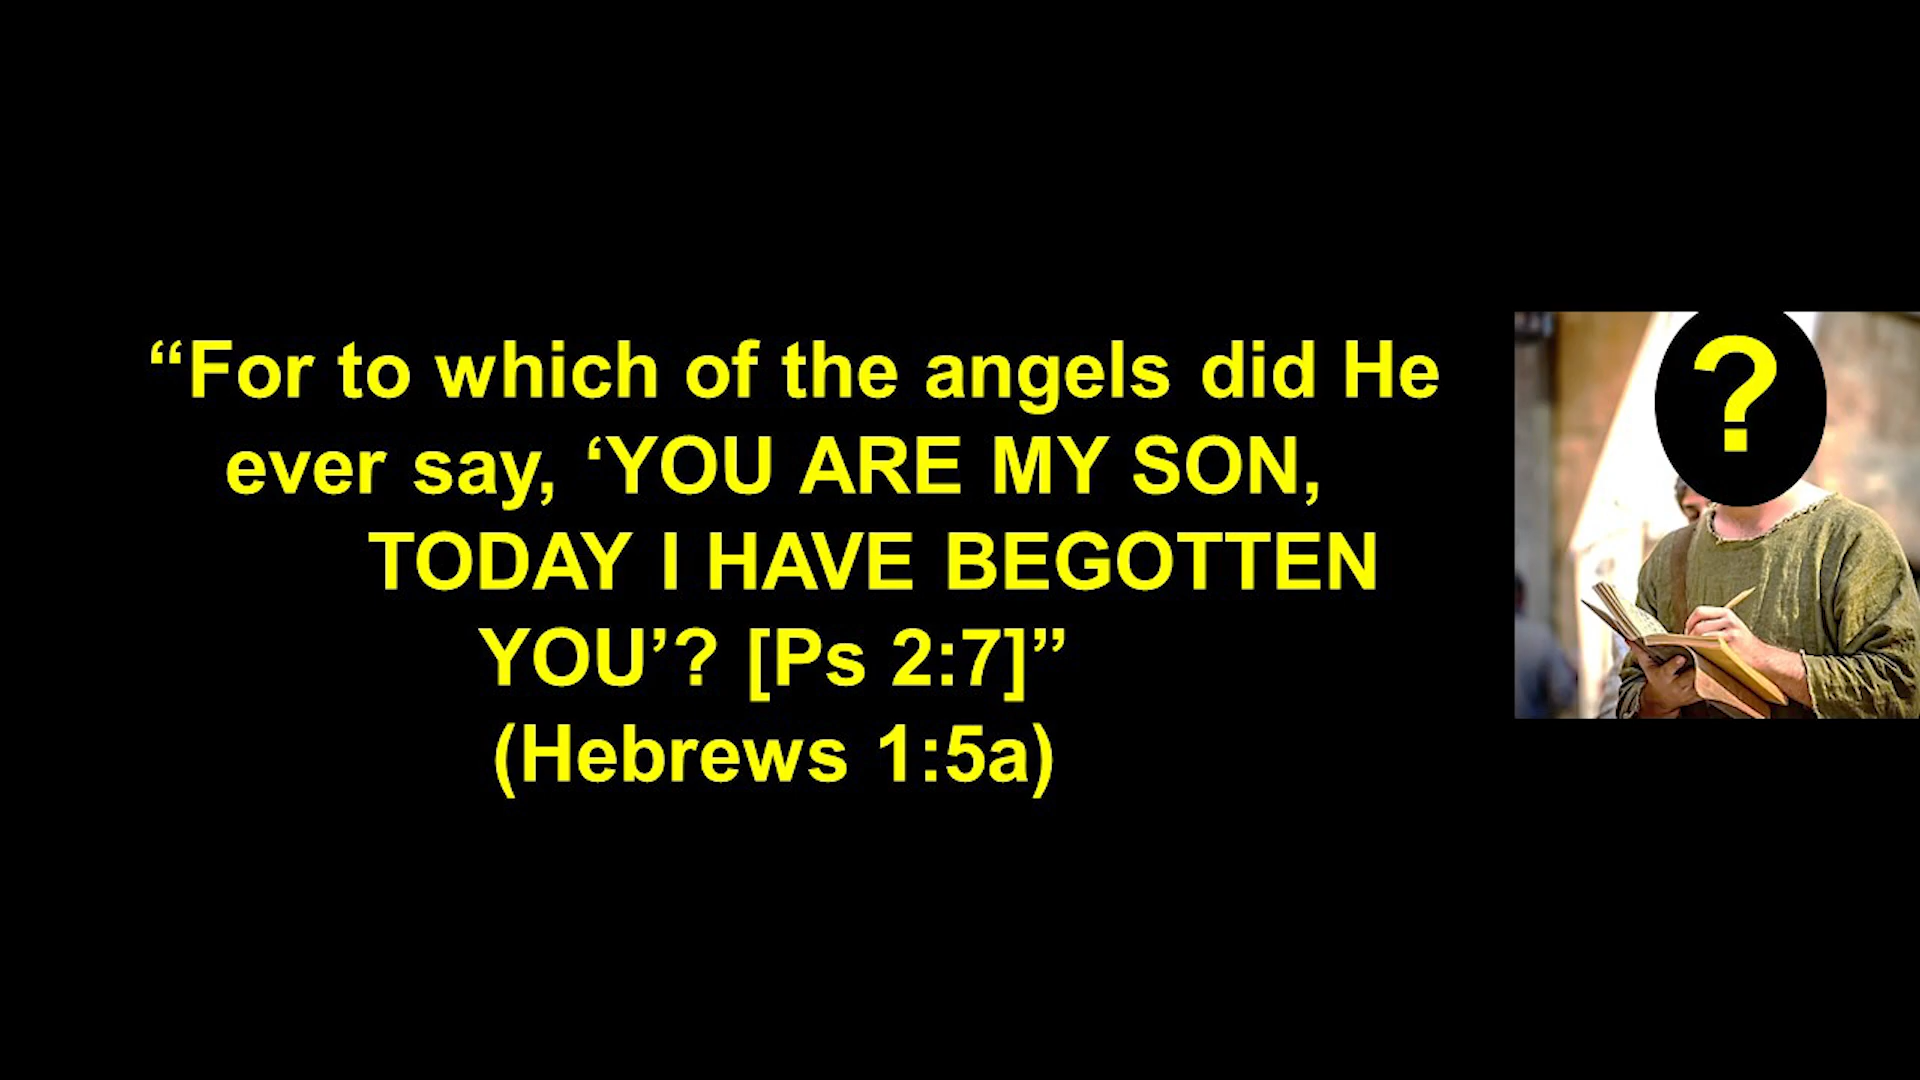 “For to which of the angels did He
ever say, ‘YOU ARE MY SON,
TODAY I HAVE BEGOTTEN
YOU’? [Ps 2:7]”
(Hebrews 1:5a)
?